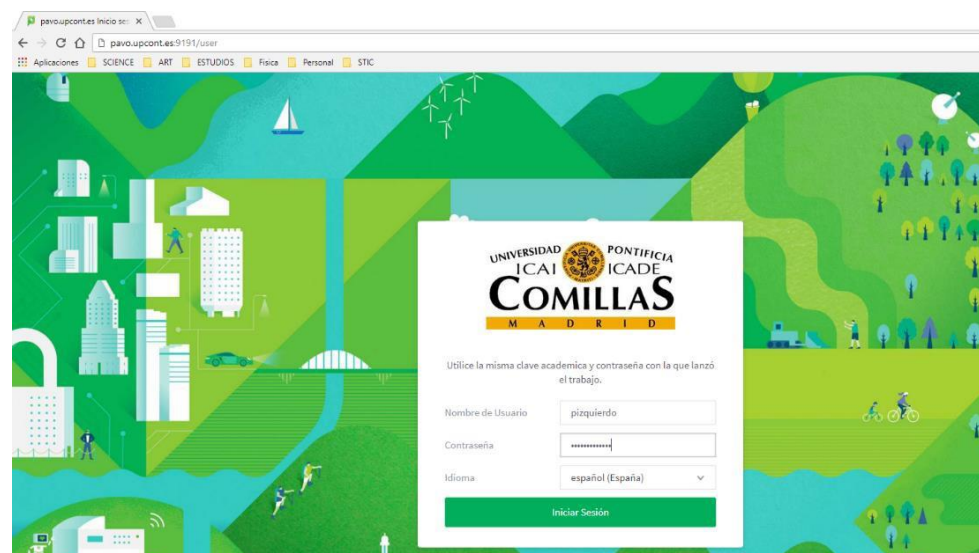 pavo.upcont.es Inicio ses
pavo.upcont.es:9191/user
Aplicaciones SCIENCE ART ESTUDIOS Fisica Personal STIC
UNIVERSIDAD PONTIFICIA
ICAI ICADE
COMILLAS
MADRID
Utilice la misma clave academica y contraseña con la que lanzó
el trabajo.
Nombre de Usuario pizquierdo
Contraseña
Idioma español (España)
Iniciar Sesión